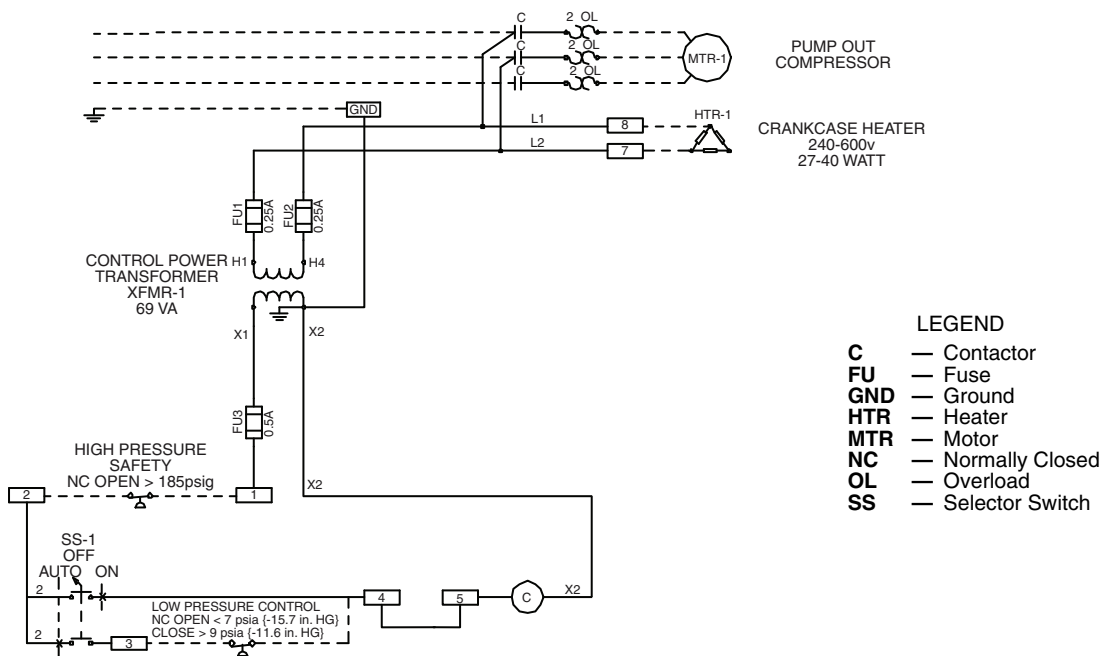 C
2 OL
C
2 OL
C
2 OL
MTR-1
PUMP OUT
COMPRESSOR
GND
L1
8
HTR-1
L2
7
CRANKCASE HEATER
240-600v
27-40 WATT
FU1
0.25A
FU2
0.25A
CONTROL POWER
TRANSFORMER
XFMR-1
69 VA
H1
H4
X1
X2
FU3
0.5A
HIGH PRESSURE
SAFETY
NC OPEN > 185psig
2
1
X2
SS-1
OFF
AUTO ON
2
4
5
C
X2
LOW PRESSURE CONTROL
NC OPEN < 7 psia {-15.7 in. HG}
CLOSE > 9 psia {-11.6 in. HG}
2
3
LEGEND
C — Contactor
FU — Fuse
GND — Ground
HTR — Heater
MTR — Motor
NC — Normally Closed
OL — Overload
SS — Selector Switch